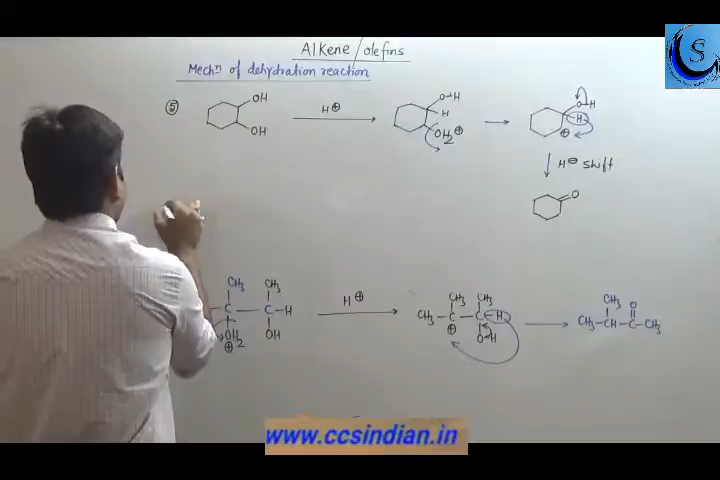 Alkene/olefins
Mechⁿ of dehydration reaction
⑤ OH OH H⊕ O-H H OH₂⊕ O-H H ⊕
H⊖ shift
O
CH₃ CH₃
C — C — H
OH₂ OH
⊕
H⊕
CH₃ CH₃
CH₃ — C — C — H
⊕ O-H
CH₃ O
CH₃ — CH — C — CH₃
www.ccsindian.in
S